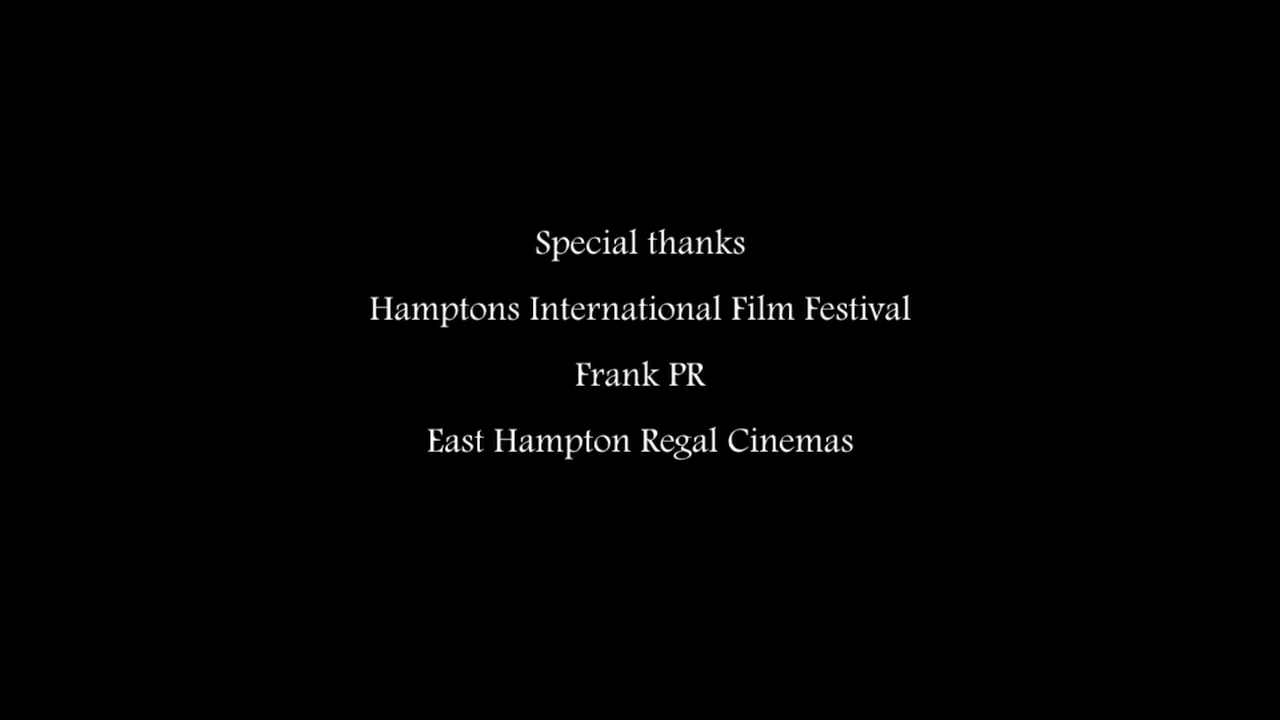 Special thanks
Hamptons International Film Festival
Frank PR
East Hampton Regal Cinemas